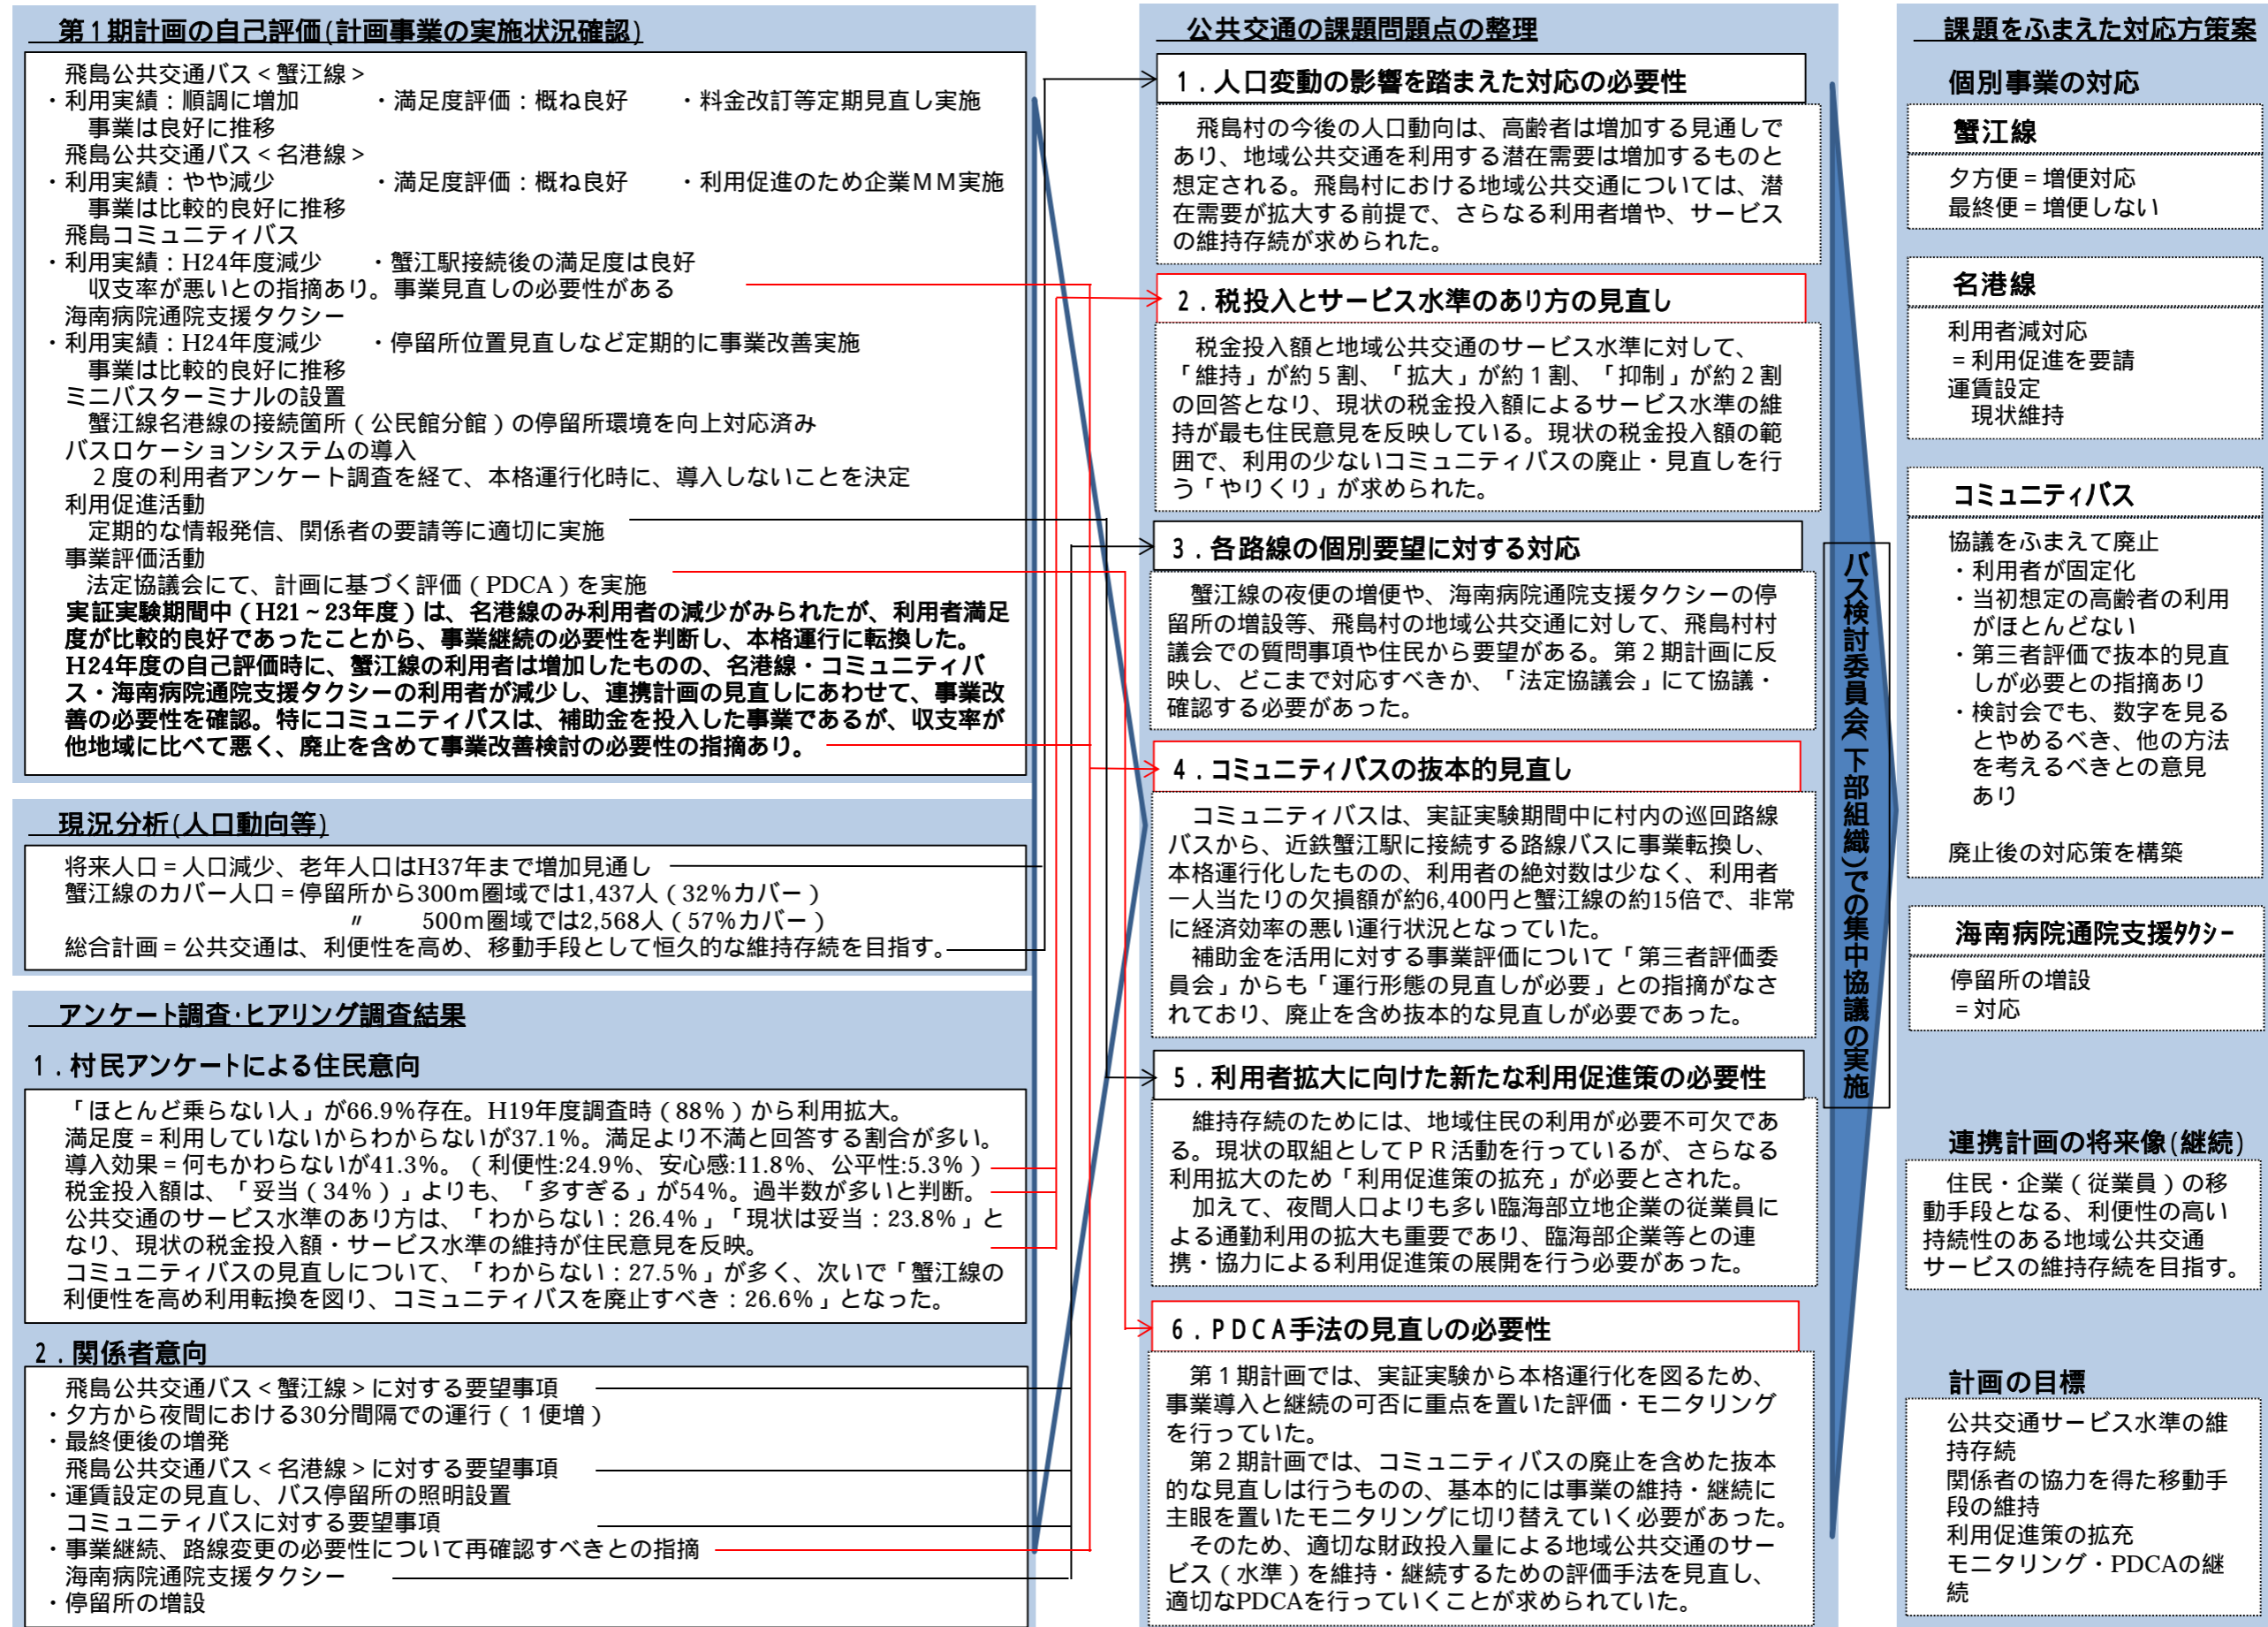 第1期計画の自己評価(計画事業の実施状況確認)
飛島公共交通バス＜蟹江線＞
・利用実績：順調に増加　・満足度評価：概ね良好　・料金改訂等定期見直し実施
事業は良好に推移
飛島公共交通バス＜名港線＞
・利用実績：やや減少　・満足度評価：概ね良好　・利用促進のため企業ＭＭ実施
事業は比較的良好に推移
飛島コミュニティバス
・利用実績：H24年度減少　・蟹江駅接続後の満足度は良好
収支率が悪いとの指摘あり。事業見直しの必要性がある
海南病院通院支援タクシー
・利用実績：H24年度減少　・停留所位置見直しなど定期的に事業改善実施
事業は比較的良好に推移
ミニバスターミナルの設置
蟹江線名港線の接続箇所（公民館分館）の停留所環境を向上対応済み
バスロケーションシステムの導入
２度の利用者アンケート調査を経て、本格運行化時に、導入しないことを決定
利用促進活動
定期的な情報発信、関係者の要請等に適切に実施
事業評価活動
法定協議会にて、計画に基づく評価（PDCA）を実施
実証実験期間中（H21～23年度）は、名港線のみ利用者の減少がみられたが、利用者満足
度が比較的良好であったことから、事業継続の必要性を判断し、本格運行に転換した。
H24年度の自己評価時に、蟹江線の利用者は増加したものの、名港線・コミュニティバ
ス・海南病院通院支援タクシーの利用者が減少し、連携計画の見直しにあわせて、事業改
善の必要性を確認。特にコミュニティバスは、補助金を投入した事業であるが、収支率が
他地域に比べて悪く、廃止を含めて事業改善検討の必要性の指摘あり。
現況分析(人口動向等)
将来人口＝人口減少、老年人口はH37年まで増加見通し
蟹江線のカバー人口＝停留所から300ｍ圏域では1,437人（32％カバー）
〃　500ｍ圏域では2,568人（57％カバー）
総合計画＝公共交通は、利便性を高め、移動手段として恒久的な維持存続を目指す。
アンケート調査･ヒアリング調査結果
１．村民アンケートによる住民意向
「ほとんど乗らない人」が66.9％存在。H19年度調査時（88％）から利用拡大。
満足度＝利用していないからわからないが37.1％。満足より不満と回答する割合が多い。
導入効果＝何もかわらないが41.3％。（利便性:24.9％、安心感:11.8％、公平性:5.3％）
税金投入額は、「妥当（34％）」よりも、「多すぎる」が54％。過半数が多いと判断。
公共交通のサービス水準のあり方は、「わからない：26.4％」「現状は妥当：23.8％」と
なり、現状の税金投入額・サービス水準の維持が住民意見を反映。
コミュニティバスの見直しについて、「わからない：27.5％」が多く、次いで「蟹江線の
利便性を高め利用転換を図り、コミュニティバスを廃止すべき：26.6％」となった。
２．関係者意向
飛島公共交通バス＜蟹江線＞に対する要望事項
・夕方から夜間における30分間隔での運行（１便増）
・最終便後の増発
飛島公共交通バス＜名港線＞に対する要望事項
・運賃設定の見直し、バス停留所の照明設置
コミュニティバスに対する要望事項
・事業継続、路線変更の必要性について再確認すべきとの指摘
海南病院通院支援タクシー
・停留所の増設
公共交通の課題問題点の整理
１．人口変動の影響を踏まえた対応の必要性
飛島村の今後の人口動向は、高齢者は増加する見通しで
あり、地域公共交通を利用する潜在需要は増加するものと
想定される。飛島村における地域公共交通については、潜
在需要が拡大する前提で、さらなる利用者増や、サービス
の維持存続が求められた。
２．税投入とサービス水準のあり方の見直し
税金投入額と地域公共交通のサービス水準に対して、
「維持」が約５割、「拡大」が約１割、「抑制」が約２割
の回答となり、現状の税金投入額によるサービス水準の維
持が最も住民意見を反映している。現状の税金投入額の範
囲で、利用の少ないコミュニティバスの廃止・見直しを行
う「やりくり」が求められた。
３．各路線の個別要望に対する対応
蟹江線の夜便の増便や、海南病院通院支援タクシーの停
留所の増設等、飛島村の地域公共交通に対して、飛島村村
議会での質問事項や住民から要望がある。第２期計画に反
映し、どこまで対応すべきか、「法定協議会」にて協議・
確認する必要があった。
４．コミュニティバスの抜本的見直し
コミュニティバスは、実証実験期間中に村内の巡回路線
バスから、近鉄蟹江駅に接続する路線バスに事業転換し、
本格運行化したものの、利用者の絶対数は少なく、利用者
一人当たりの欠損額が約6,400円と蟹江線の約15倍で、非常
に経済効率の悪い運行状況となっていた。
補助金を活用に対する事業評価について「第三者評価委
員会」からも「運行形態の見直しが必要」との指摘がなさ
れており、廃止を含め抜本的な見直しが必要であった。
５．利用者拡大に向けた新たな利用促進策の必要性
維持存続のためには、地域住民の利用が必要不可欠であ
る。現状の取組としてＰＲ活動を行っているが、さらなる
利用拡大のため「利用促進策の拡充」が必要とされた。
加えて、夜間人口よりも多い臨海部立地企業の従業員に
よる通勤利用の拡大も重要であり、臨海部企業等との連
携・協力による利用促進策の展開を行う必要があった。
６．ＰＤＣＡ手法の見直しの必要性
第１期計画では、実証実験から本格運行化を図るため、
事業導入と継続の可否に重点を置いた評価・モニタリング
を行っていた。
第２期計画では、コミュニティバスの廃止を含めた抜本
的な見直しは行うものの、基本的には事業の維持・継続に
主眼を置いたモニタリングに切り替えていく必要があった。
そのため、適切な財政投入量による地域公共交通のサー
ビス（水準）を維持・継続するための評価手法を見直し、
適切なPDCAを行っていくことが求められていた。
バス検討委員会(下部組織)での集中協議の実施
課題をふまえた対応方策案
個別事業の対応
蟹江線
夕方便＝増便対応
最終便＝増便しない
名港線
利用者減対応
＝利用促進を要請
運賃設定
現状維持
コミュニティバス
協議をふまえて廃止
・利用者が固定化
・当初想定の高齢者の利用
がほとんどない
・第三者評価で抜本的見直
しが必要との指摘あり
・検討会でも、数字を見る
とやめるべき、他の方法
を考えるべきとの意見
あり
廃止後の対応策を構築
海南病院通院支援ﾀｸｼｰ
停留所の増設
＝対応
連携計画の将来像(継続)
住民・企業（従業員）の移
動手段となる、利便性の高い
持続性のある地域公共交通
サービスの維持存続を目指す。
計画の目標
公共交通サービス水準の維
持存続
関係者の協力を得た移動手
段の維持
利用促進策の拡充
モニタリング・PDCAの継
続